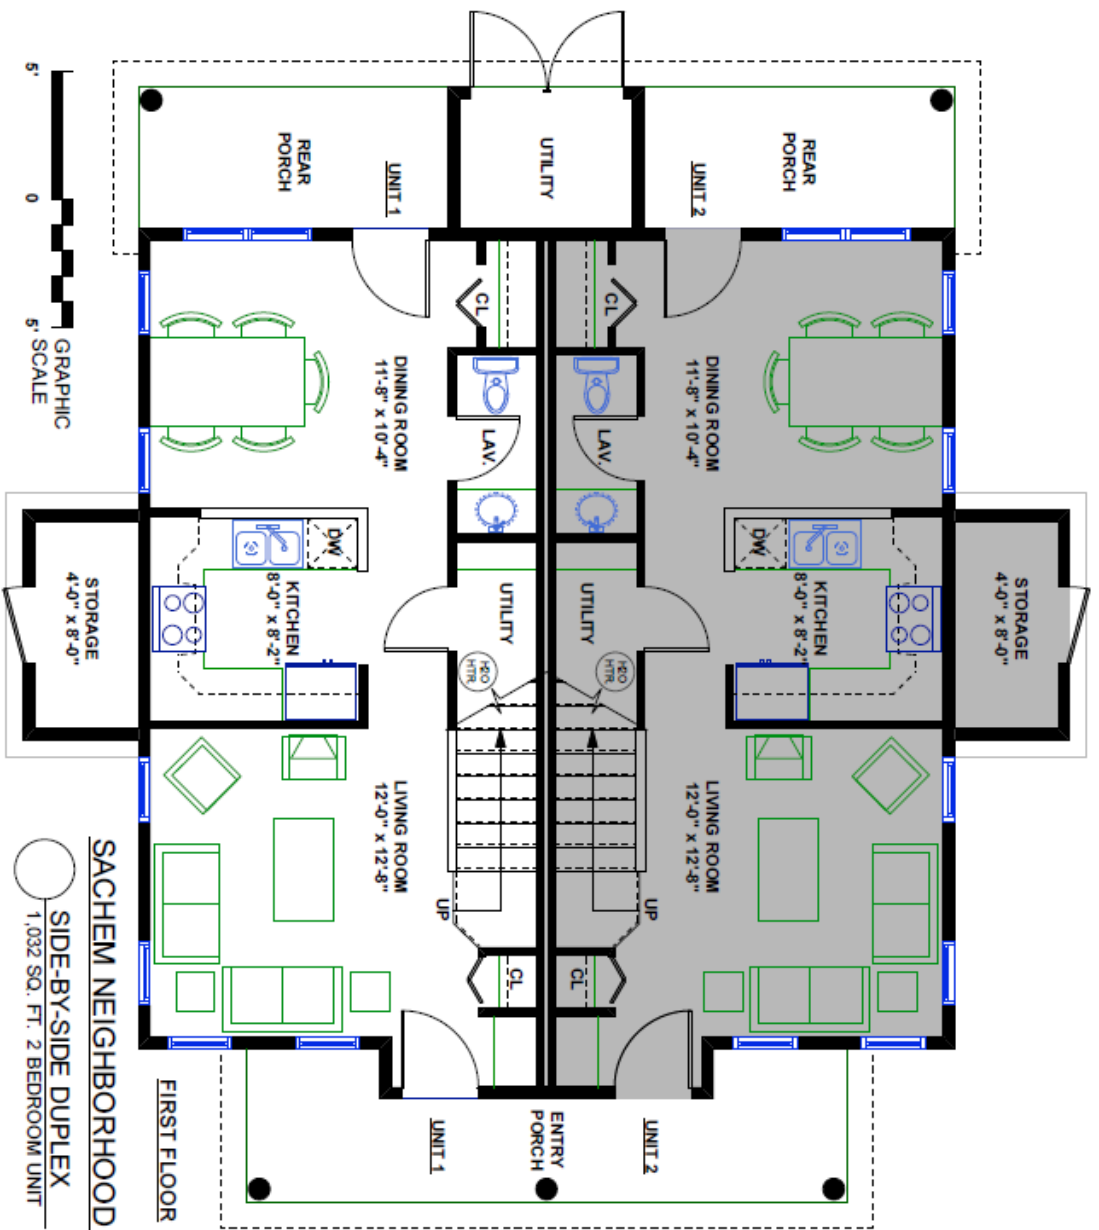 STORAGE
4'-0" x 8'-0"
REAR
PORCH
KITCHEN
8'-0" x 8'-2"
DW
UNIT 2
DINING ROOM
11'-8" x 10'-4"
LIVING ROOM
12'-0" x 12'-8"
CL
LAV.
UTILITY
H2O
HTR
UP
CL
UNIT 2
UTILITY
ENTRY
PORCH
CL
LAV.
UTILITY
H2O
HTR
UP
CL
UNIT 1
UNIT 1
DINING ROOM
11'-8" x 10'-4"
LIVING ROOM
12'-0" x 12'-8"
REAR
PORCH
DW
KITCHEN
8'-0" x 8'-2"
STORAGE
4'-0" x 8'-0"
FIRST FLOOR
5' 0 5'
GRAPHIC
SCALE
SACHEM NEIGHBORHOOD
SIDE-BY-SIDE DUPLEX
1,032 SQ. FT. 2 BEDROOM UNIT